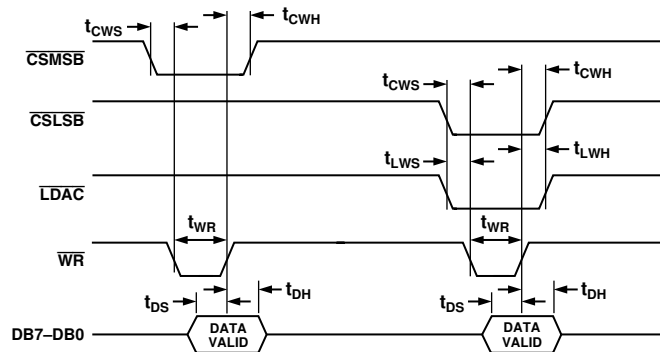 tCWS
tCWH
CSMSB
tCWS
tCWH
CSLSB
tLWS
tLWH
LDAC
tWR
tWR
WR
tDS
tDH
tDS
tDH
DB7–DB0
DATA
VALID
DATA
VALID